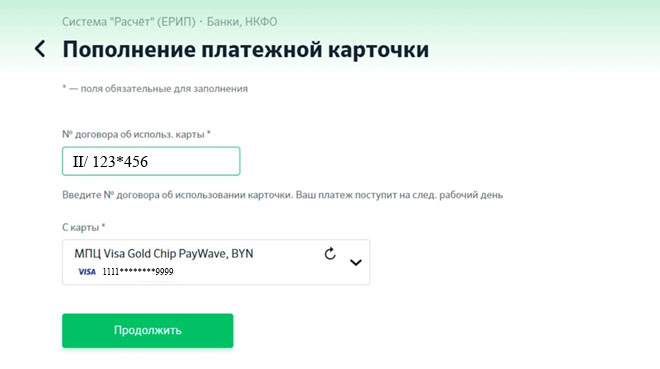 Система "Расчёт" (ЕРИП) · Банки, НКФО
Пополнение платежной карточки
* — поля обязательные для заполнения
№ договора об использ. карты *
II/ 123*456
Введите № договора об использовании карточки. Ваш платеж поступит на след. рабочий день
С карты *
МПЦ Visa Gold Chip PayWave, BYN
VISA 1111********9999
Продолжить